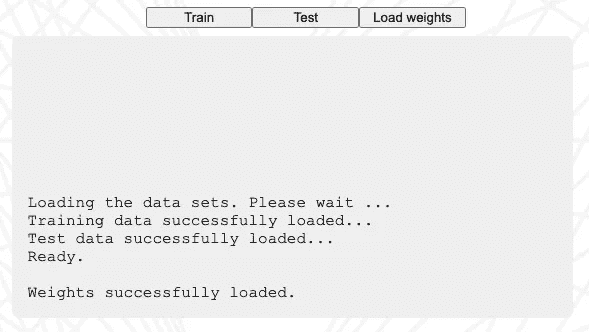 Train Test Load weights
Loading the data sets. Please wait ...
Training data successfully loaded...
Test data successfully loaded...
Ready.
Weights successfully loaded.